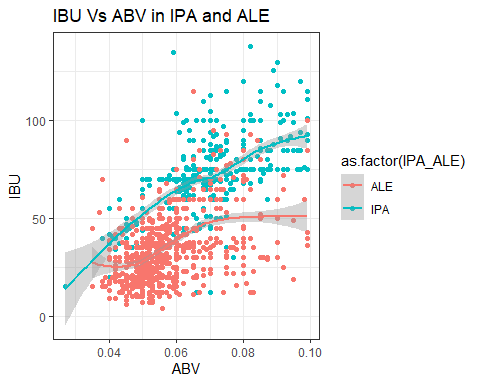 IBU Vs ABV in IPA and ALE
100
50
0
IBU
0.04 0.06 0.08 0.10
ABV
as.factor(IPA_ALE)
ALE
IPA